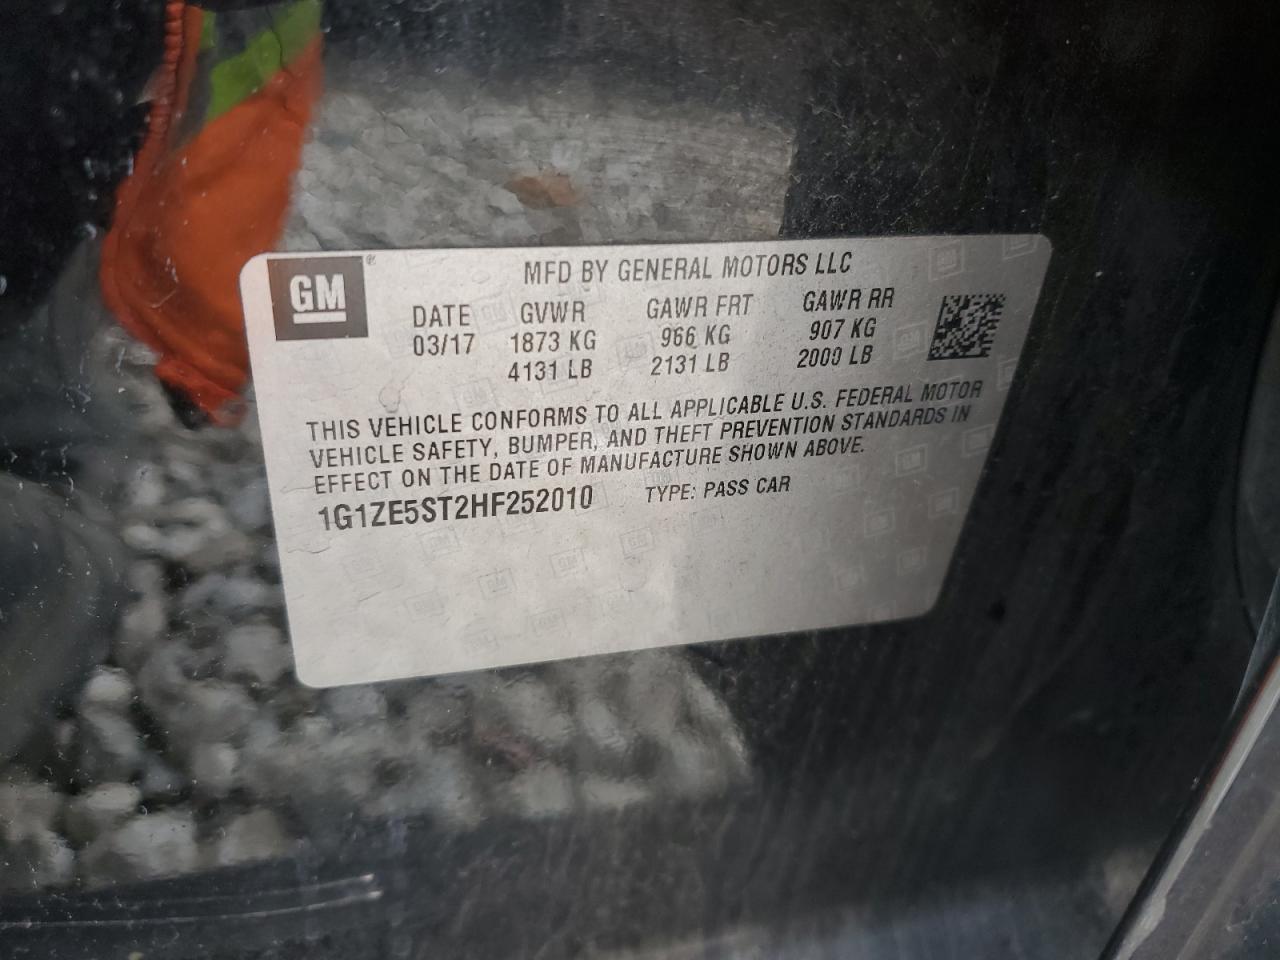 GM®
MFD BY GENERAL MOTORS LLC
DATE GVWR GAWR FRT GAWR RR
03/17 1873 KG 966 KG 907 KG
4131 LB 2131 LB 2000 LB
THIS VEHICLE CONFORMS TO ALL APPLICABLE U.S. FEDERAL MOTOR
VEHICLE SAFETY, BUMPER, AND THEFT PREVENTION STANDARDS IN
EFFECT ON THE DATE OF MANUFACTURE SHOWN ABOVE.
1G1ZE5ST2HF252010 TYPE: PASS CAR